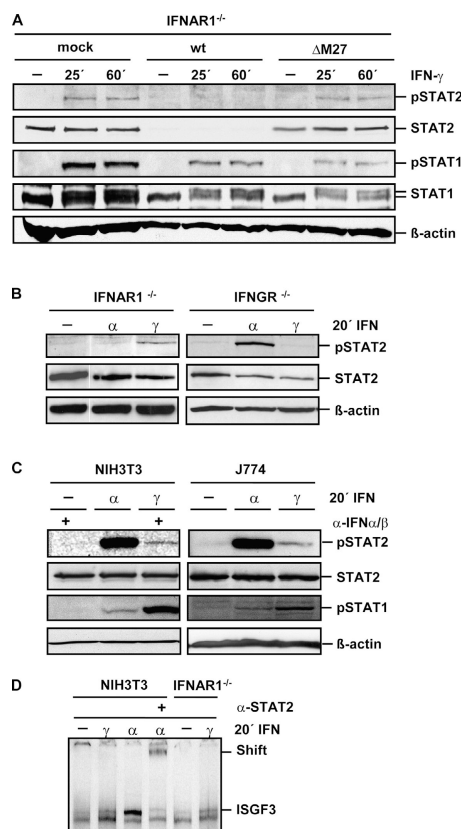 A
IFNAR1-/-
mock wt ΔM27
– 25´ 60´ – 25´ 60´ – 25´ 60´ IFN-γ
pSTAT2
STAT2
pSTAT1
STAT1
ß-actin
B
IFNAR1 -/- IFNGR -/-
– α γ – α γ 20´ IFN
pSTAT2
STAT2
ß-actin
C
NIH3T3 J774
– α γ – α γ 20´ IFN
+ + α-IFNα/β
pSTAT2
STAT2
pSTAT1
ß-actin
D
NIH3T3 IFNAR1-/-
+ α-STAT2
– γ α α – γ 20´ IFN
Shift
ISGF3